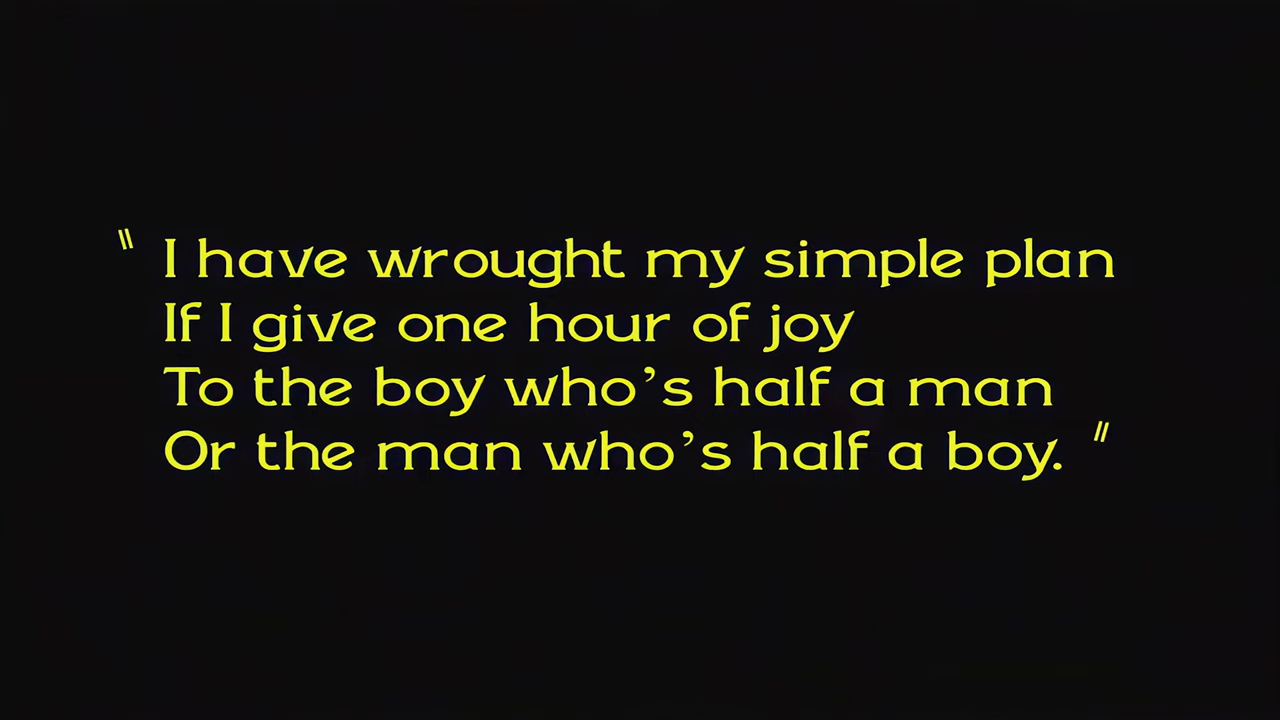 " I have wrought my simple plan
If I give one hour of joy
To the boy who’s half a man
Or the man who’s half a boy. "